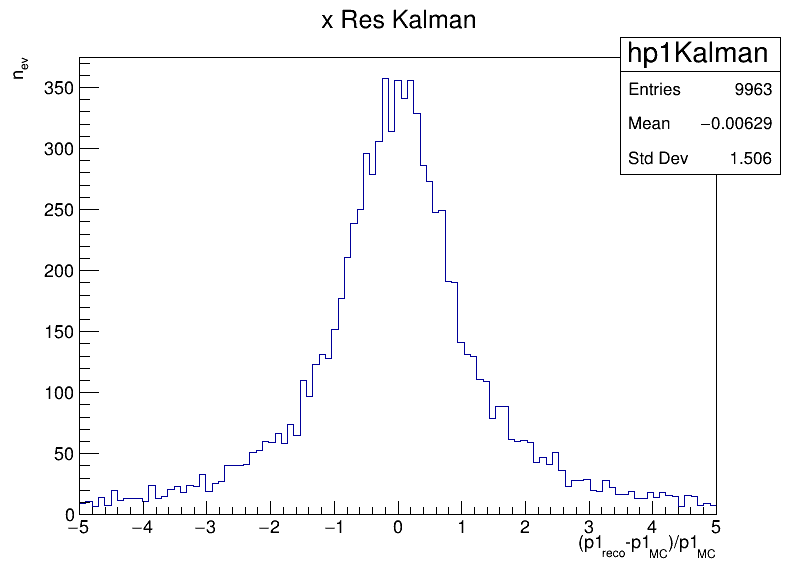 x Res Kalman
hp1Kalman
Entries 9963
Mean −0.00629
Std Dev 1.506
n_ev
350
300
250
200
150
100
50
0
−5 −4 −3 −2 −1 0 1 2 3 4 5
(p1_reco-p1_MC)/p1_MC